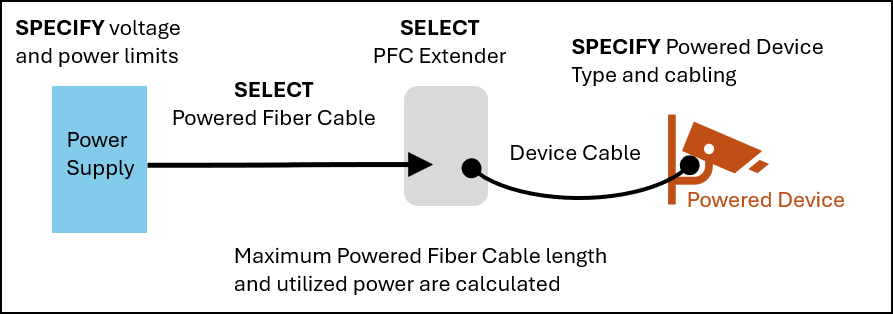 SPECIFY voltage
and power limits
SELECT
PFC Extender
SPECIFY Powered Device
Type and cabling
SELECT
Powered Fiber Cable
Power
Supply
Device Cable
Powered Device
Maximum Powered Fiber Cable length
and utilized power are calculated